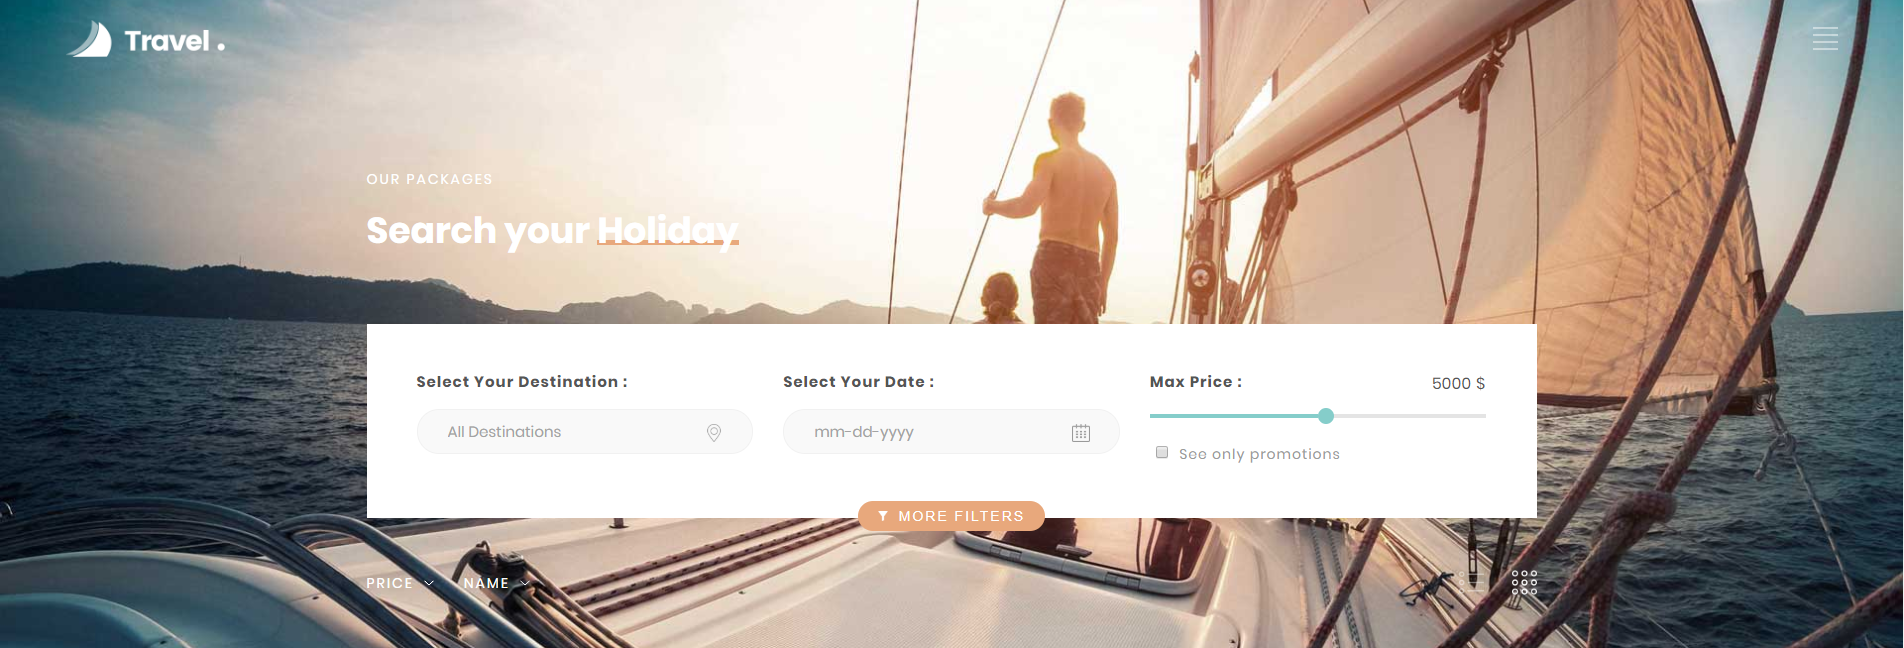 Travel .
OUR PACKAGES
Search your Holiday
Select Your Destination :
All Destinations
Select Your Date :
mm-dd-yyyy
Max Price :
5000 $
See only promotions
MORE FILTERS
PRICE
NAME